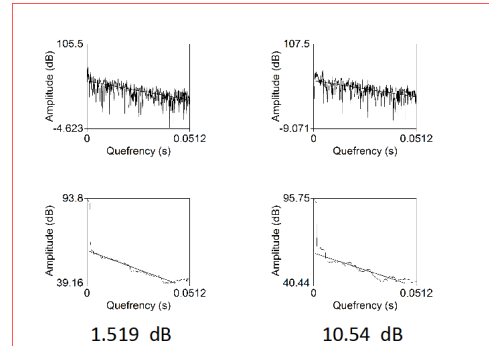 105.5
Amplitude (dB)
-4.623
0
0.0512
Quefrency (s)
107.5
Amplitude (dB)
-9.071
0
0.0512
Quefrency (s)
93.8
Amplitude (dB)
39.16
0
0.0512
Quefrency (s)
1.519 dB
95.75
Amplitude (dB)
40.44
0
0.0512
Quefrency (s)
10.54 dB